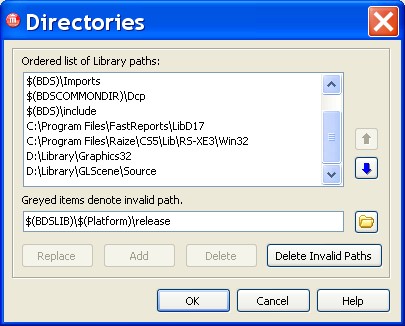 Directories
Ordered list of Library paths:
$(BDS)\Imports
$(BDSCOMMONDIR)\Dcp
$(BDS)\include
C:\Program Files\FastReports\LibD17
C:\Program Files\Raize\CS5\Lib\RS-XE3\Win32
D:\Library\Graphics32
D:\Library\GLScene\Source
Greyed items denote invalid path.
$(BDSLIB)\$(Platform)\release
Replace
Add
Delete
Delete Invalid Paths
OK
Cancel
Help